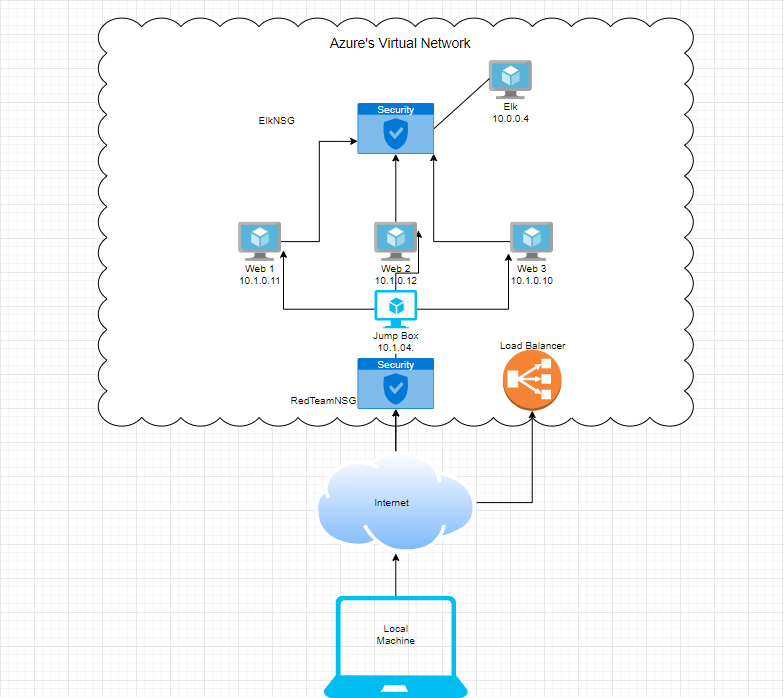 Azure's Virtual Network
Elk
10.0.0.4
Security
ElkNSG
Web 1
10.1.0.11
Web 2
10.1.0.12
Web 3
10.1.0.10
Jump Box
10.1.04.
Load Balancer
Security
RedTeamNSG
Internet
Local
Machine